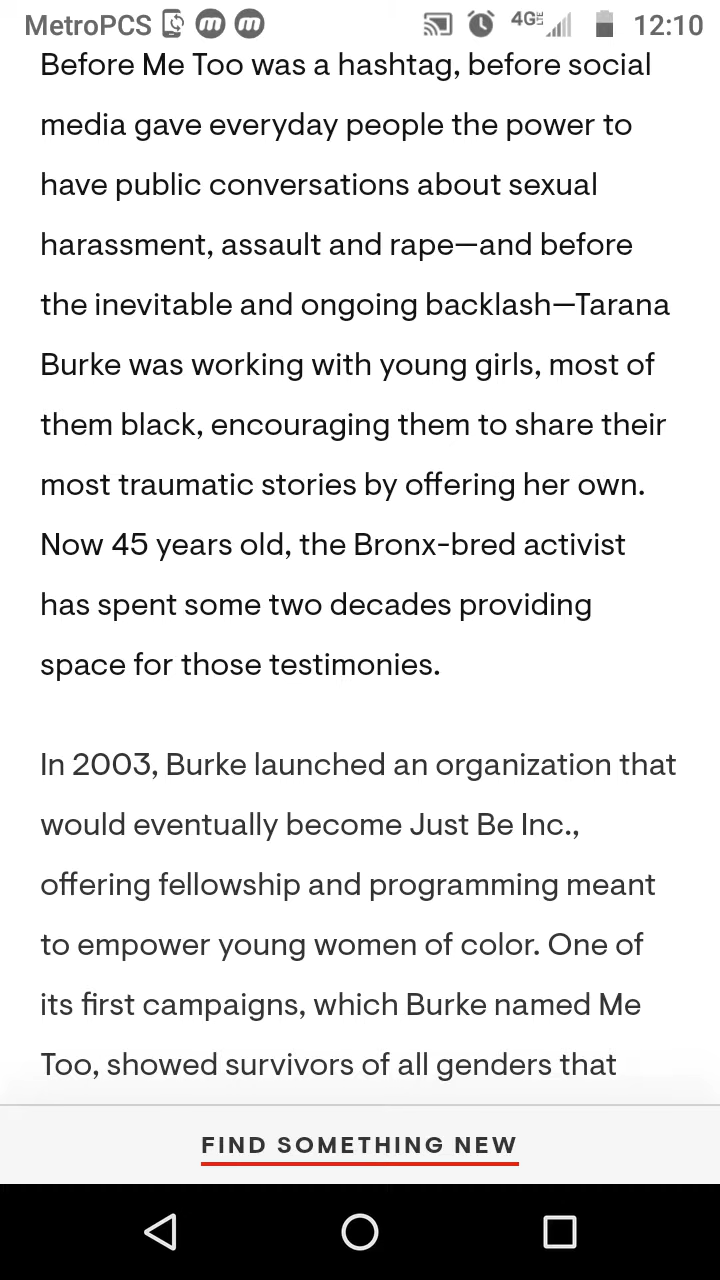 MetroPCS 4G LTE 12:10
Before Me Too was a hashtag, before social
media gave everyday people the power to
have public conversations about sexual
harassment, assault and rape—and before
the inevitable and ongoing backlash—Tarana
Burke was working with young girls, most of
them black, encouraging them to share their
most traumatic stories by offering her own.
Now 45 years old, the Bronx-bred activist
has spent some two decades providing
space for those testimonies.
In 2003, Burke launched an organization that
would eventually become Just Be Inc.,
offering fellowship and programming meant
to empower young women of color. One of
its first campaigns, which Burke named Me
Too, showed survivors of all genders that
FIND SOMETHING NEW